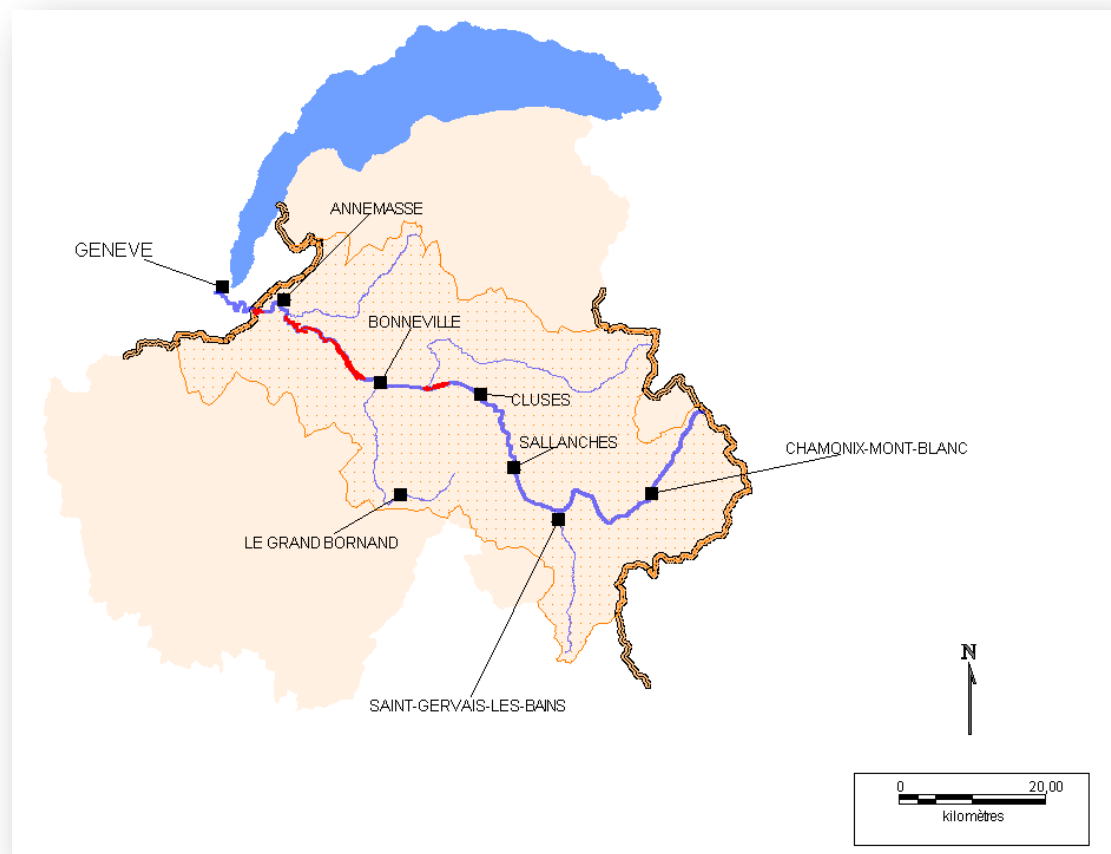 ANNEMASSE
GENEVE
BONNEVILLE
CLUSES
SALLANCHES
CHAMONIX-MONT-BLANC
LE GRAND BORNAND
SAINT-GERVAIS-LES-BAINS
N
0 20,00
kilomètres